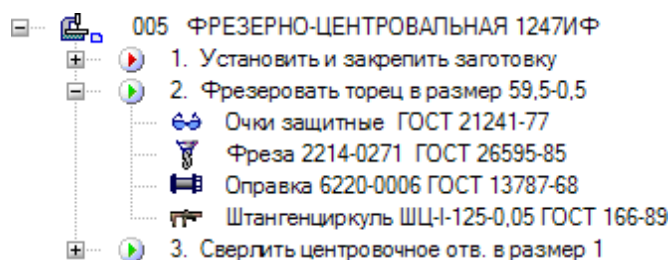 005 ФРЕЗЕРНО-ЦЕНТРОВАЛЬНАЯ 1247ИФ
1. Установить и закрепить заготовку
2. Фрезеровать торец в размер 59,5-0,5
Очки защитные ГОСТ 21241-77
Фреза 2214-0271 ГОСТ 26595-85
Оправка 6220-0006 ГОСТ 13787-68
Штангенциркуль ШЦ-I-125-0,05 ГОСТ 166-89
3. Сверлить центровочное отв. в размер 1